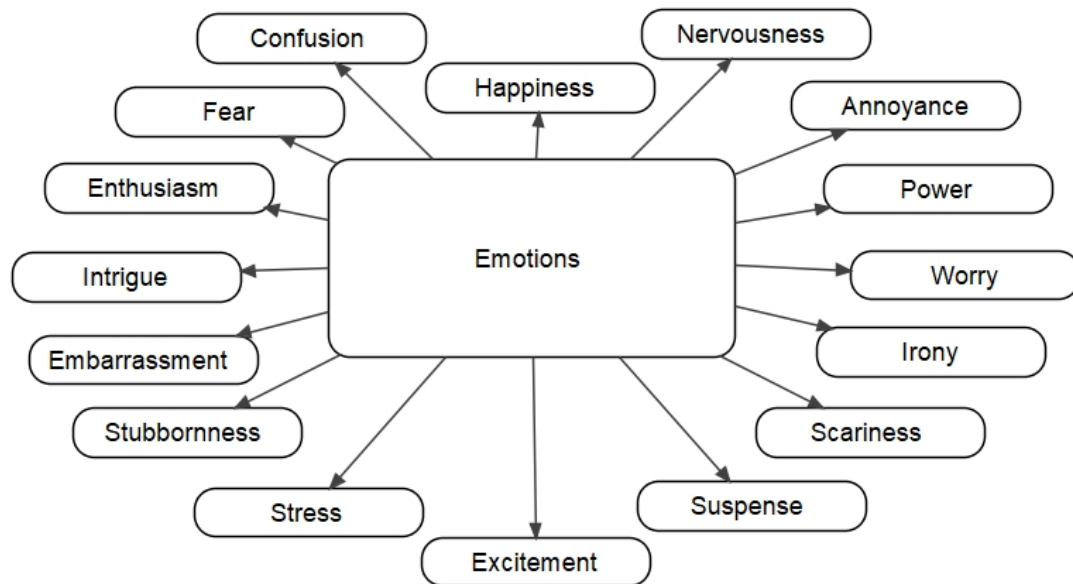 Confusion
Nervousness
Happiness
Fear
Annoyance
Enthusiasm
Power
Emotions
Intrigue
Worry
Embarrassment
Irony
Stubbornness
Scariness
Stress
Suspense
Excitement